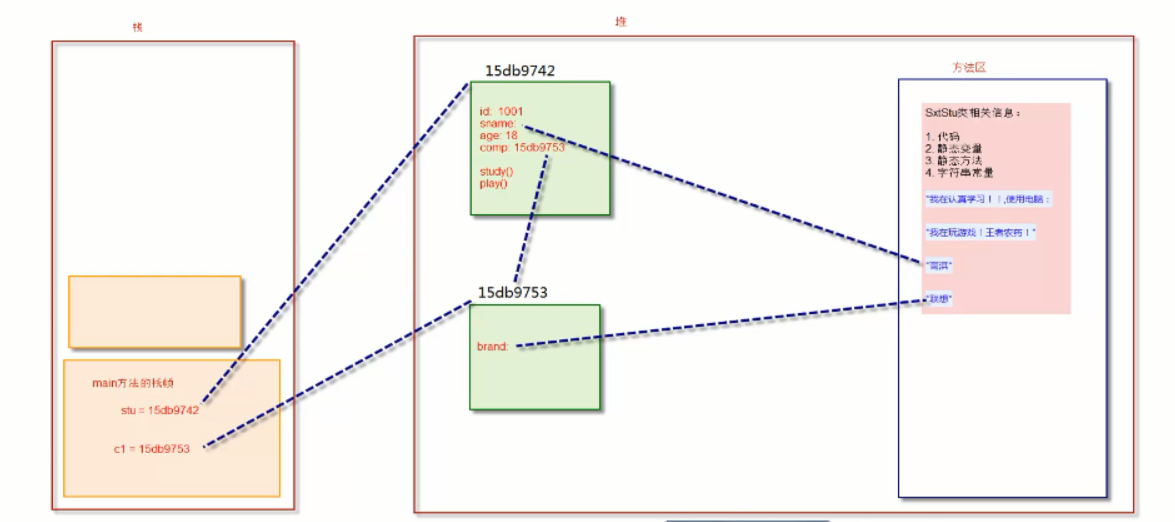 栈
堆
15db9742
方法区
id: 1001
sname:
age: 18
comp: 15db9753
study()
play()
SxtStu类相关信息：
1. 代码
2. 静态变量
3. 静态方法
4. 字符串常量
"我在认真学习！！,使用电脑：
"我在玩游戏！王者农药！"
"高淇"
"联想"
15db9753
brand:
main方法的栈帧
stu = 15db9742
c1 = 15db9753